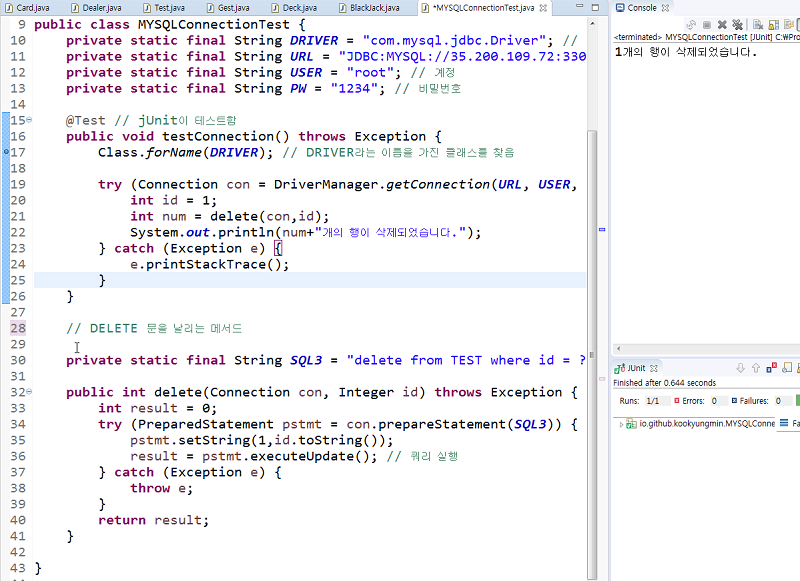 Card.java Dealer.java Test.java Gest.java Deck.java BlackJack.java *MYSQLConnectionTest.java
9 public class MYSQLConnectionTest {
10 private static final String DRIVER = "com.mysql.jdbc.Driver"; //
11 private static final String URL = "JDBC:MYSQL://35.200.109.72:330
12 private static final String USER = "root"; // 계정
13 private static final String PW = "1234"; // 비밀번호
14
15 @Test // jUnit이 테스트함
16 public void testConnection() throws Exception {
17 Class.forName(DRIVER); // DRIVER라는 이름을 가진 클래스를 찾음
18
19 try (Connection con = DriverManager.getConnection(URL, USER,
20 int id = 1;
21 int num = delete(con,id);
22 System.out.println(num+"개의 행이 삭제되었습니다.");
23 } catch (Exception e) {
24 e.printStackTrace();
25 }
26 }
27
28 // DELETE 문을 날리는 메서드
29
30 private static final String SQL3 = "delete from TEST where id = ?
31
32 public int delete(Connection con, Integer id) throws Exception {
33 int result = 0;
34 try (PreparedStatement pstmt = con.prepareStatement(SQL3)) {
35 pstmt.setString(1,id.toString());
36 result = pstmt.executeUpdate(); // 쿼리 실행
37 } catch (Exception e) {
38 throw e;
39 }
40 return result;
41 }
42
43 }
Console
<terminated> MYSQLConnectionTest [JUnit] C:₩Pro
1개의 행이 삭제되었습니다.
JUnit
Finished after 0.644 seconds
Runs: 1/1 Errors: 0 Failures: 0
io.github.kookyungmin.MYSQLConne
Fa